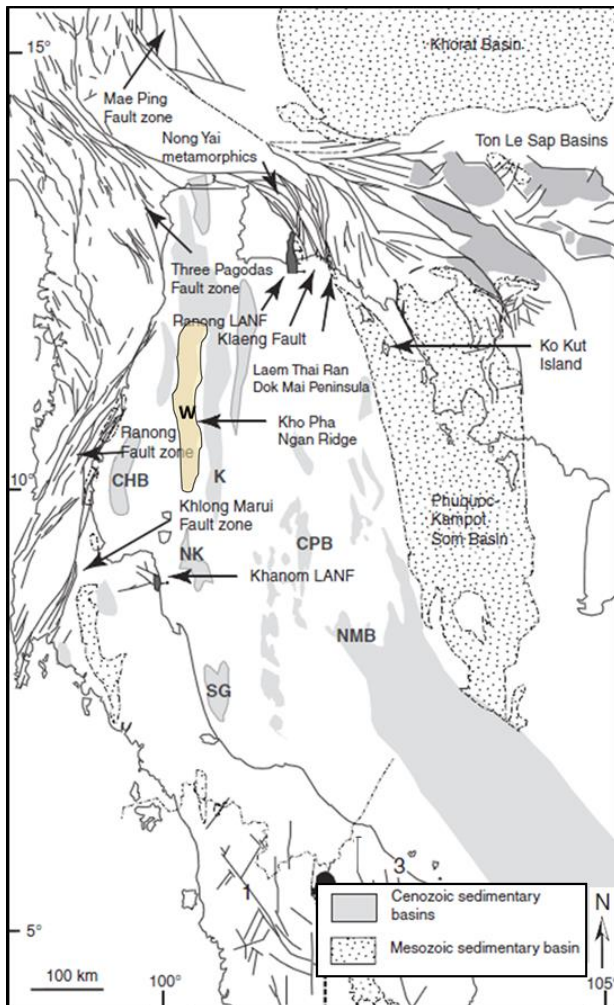 15°
Khorat Basin
Mae Ping
Fault zone
Nong Yai
metamorphics
Ton Le Sap Basins
Three Pagodas
Fault zone
Ranong LANF
Klaeng Fault
Ko Kut
Island
Laem Thai Ran
Dok Mai Peninsula
W
Kho Pha
Ngan Ridge
Ranong
Fault zone
CHB
K
10°
Khlong Marui
Fault zone
Phuqupc-
Kampot
Som Basin
CPB
NK
Khanom LANF
NMB
SG
2
3
1
Cenozoic sedimentary
basins
Mesozoic sedimentary basin
N
5°
100 km
100°
105°